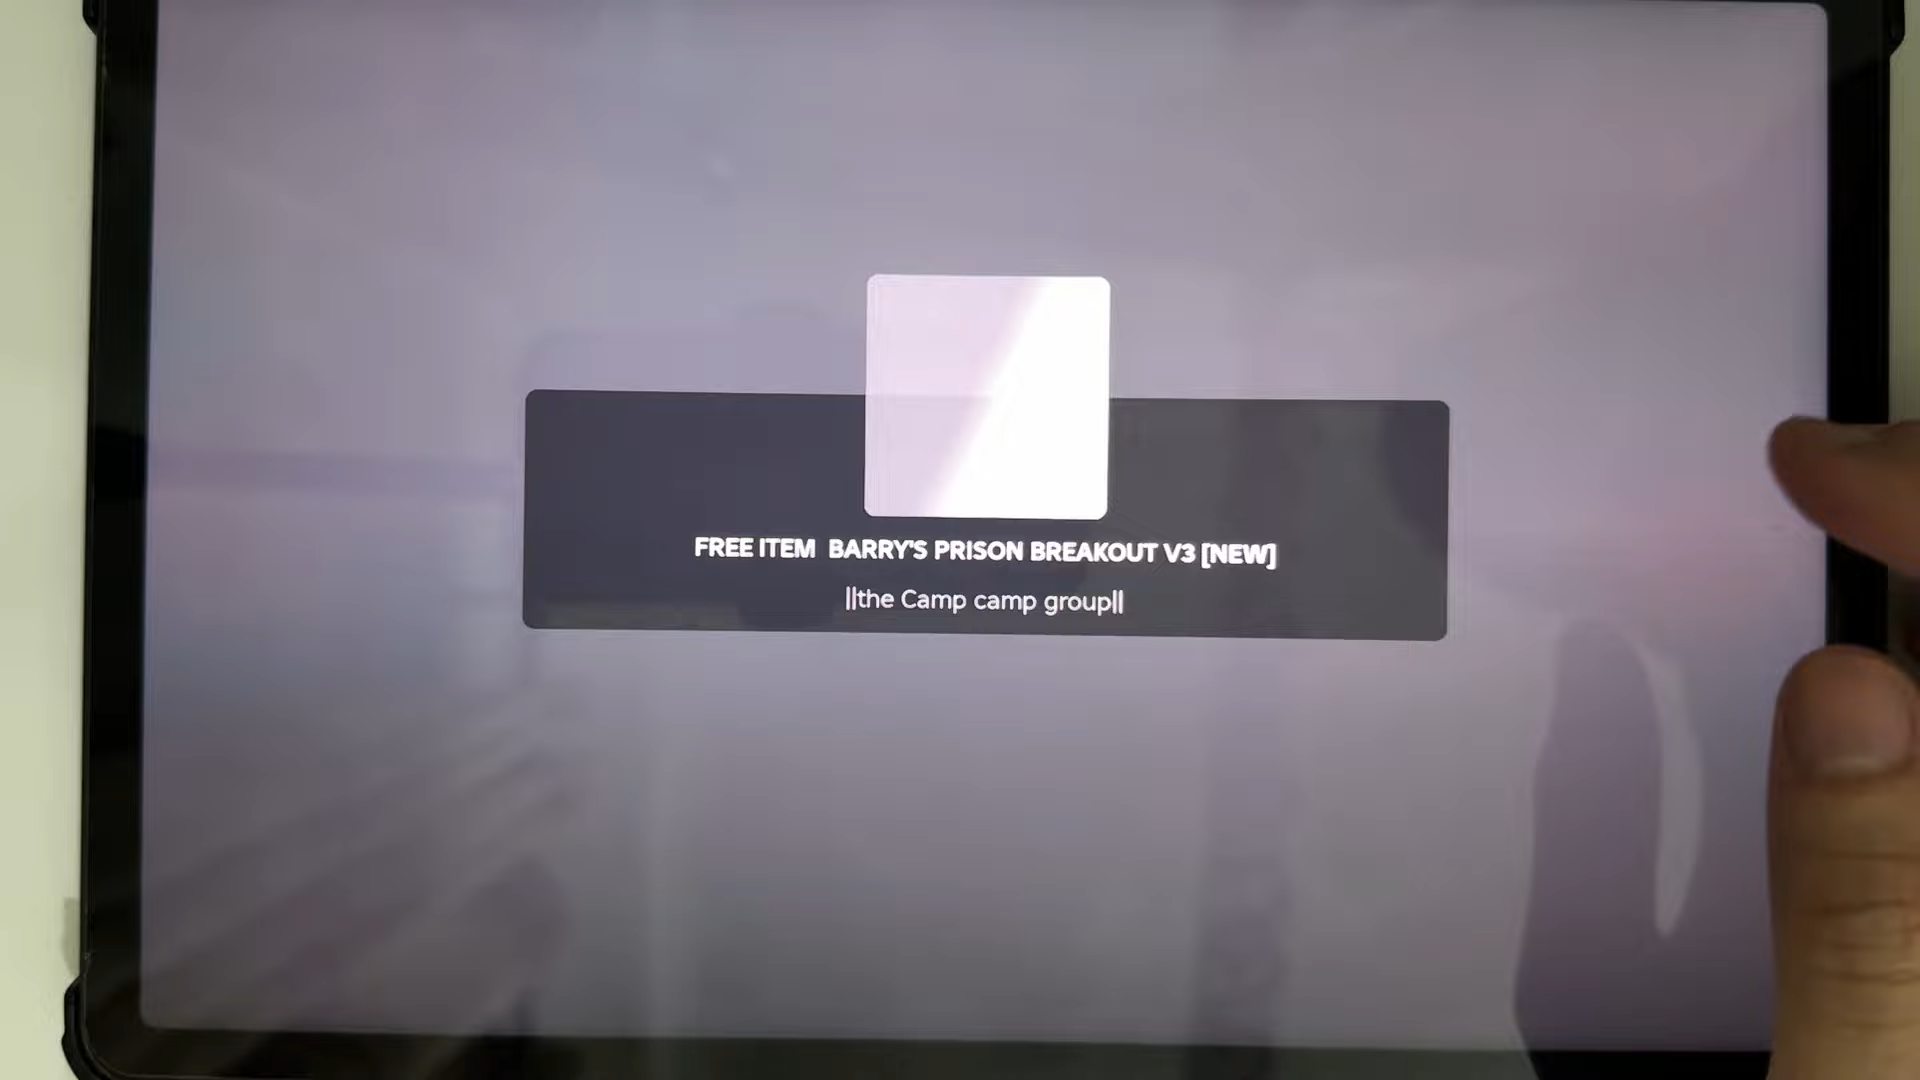 FREE ITEM BARRY'S PRISON BREAKOUT V3 [NEW]
||the Camp camp group||